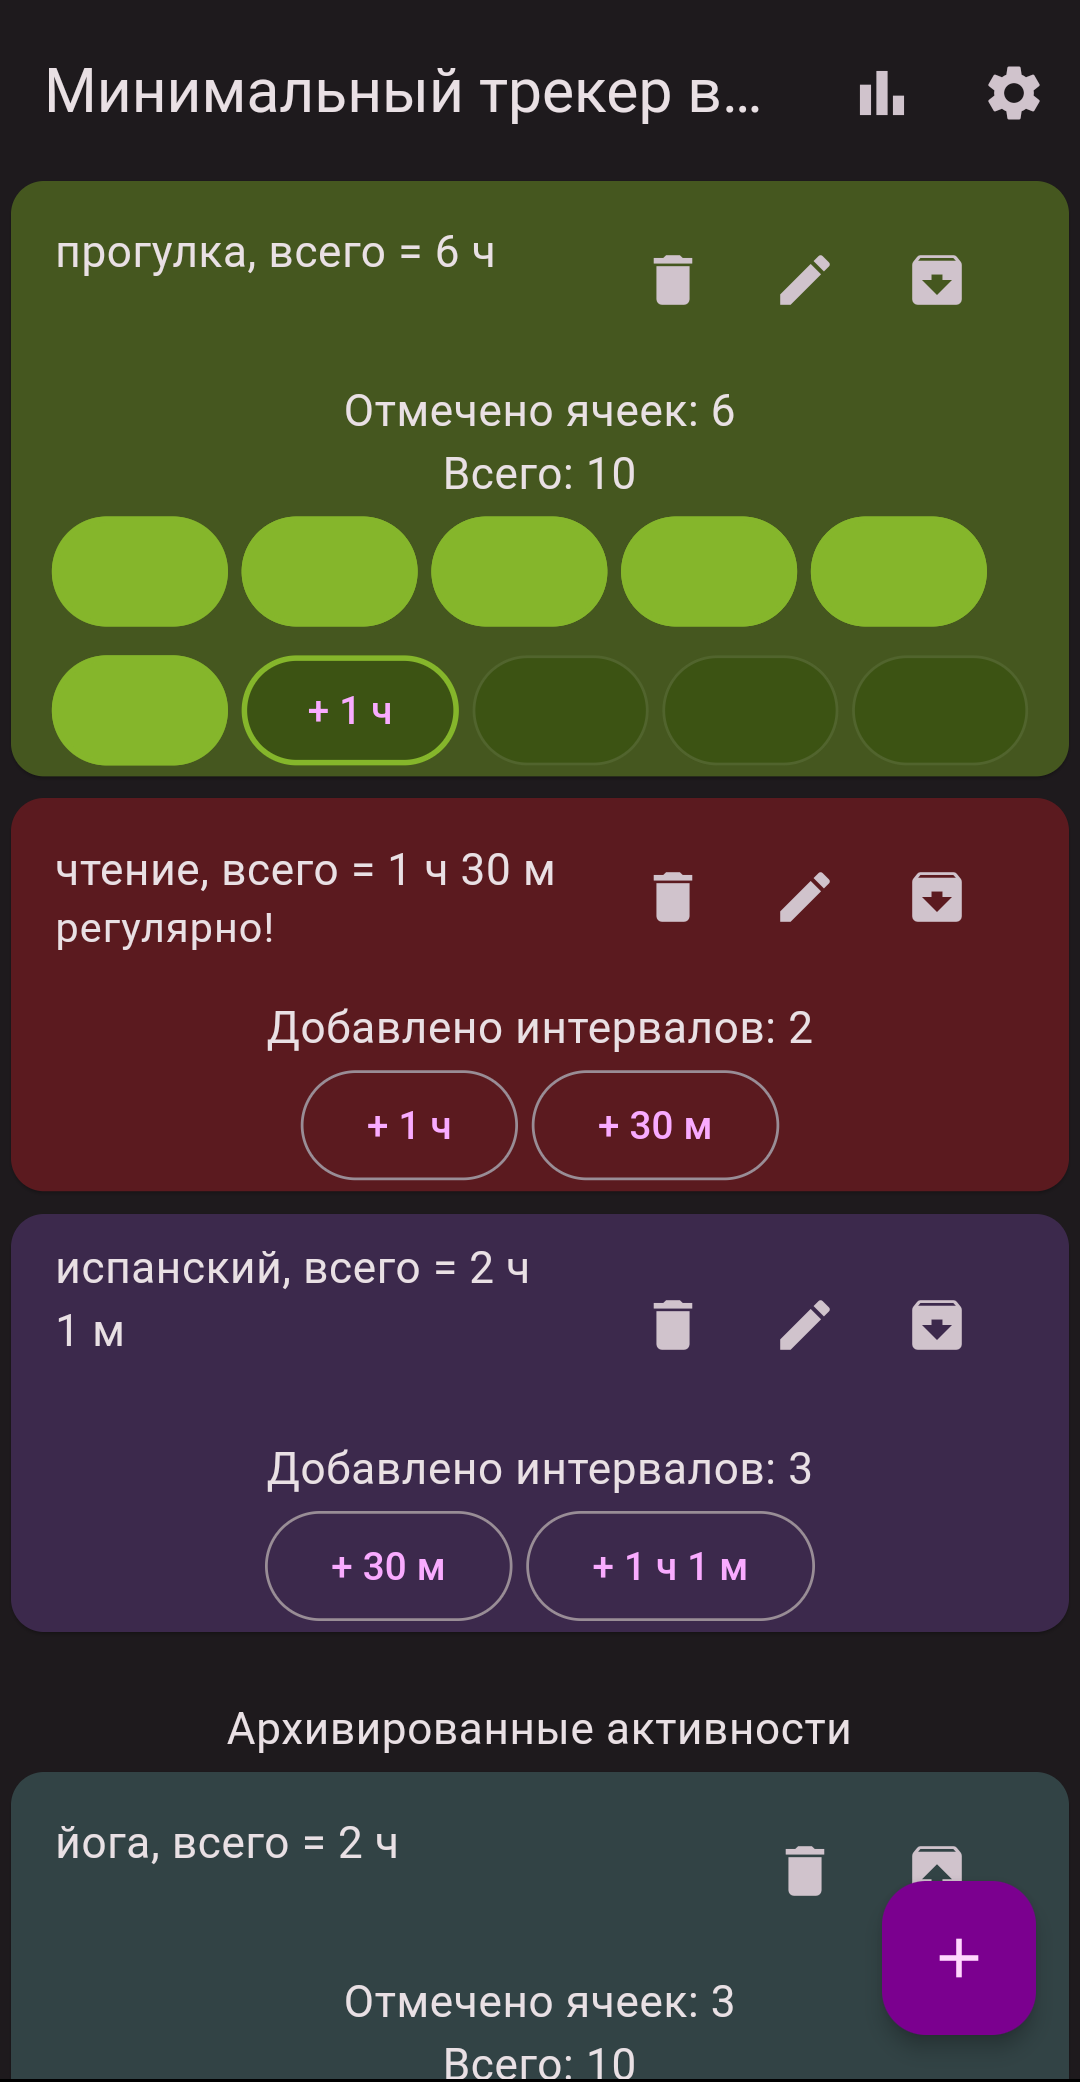 Минимальный трекер в…
прогулка, всего = 6 ч
Отмечено ячеек: 6
Всего: 10
+ 1 ч
чтение, всего = 1 ч 30 м
регулярно!
Добавлено интервалов: 2
+ 1 ч
+ 30 м
испанский, всего = 2 ч
1 м
Добавлено интервалов: 3
+ 30 м
+ 1 ч 1 м
Архивированные активности
йога, всего = 2 ч
Отмечено ячеек: 3
Всего: 10